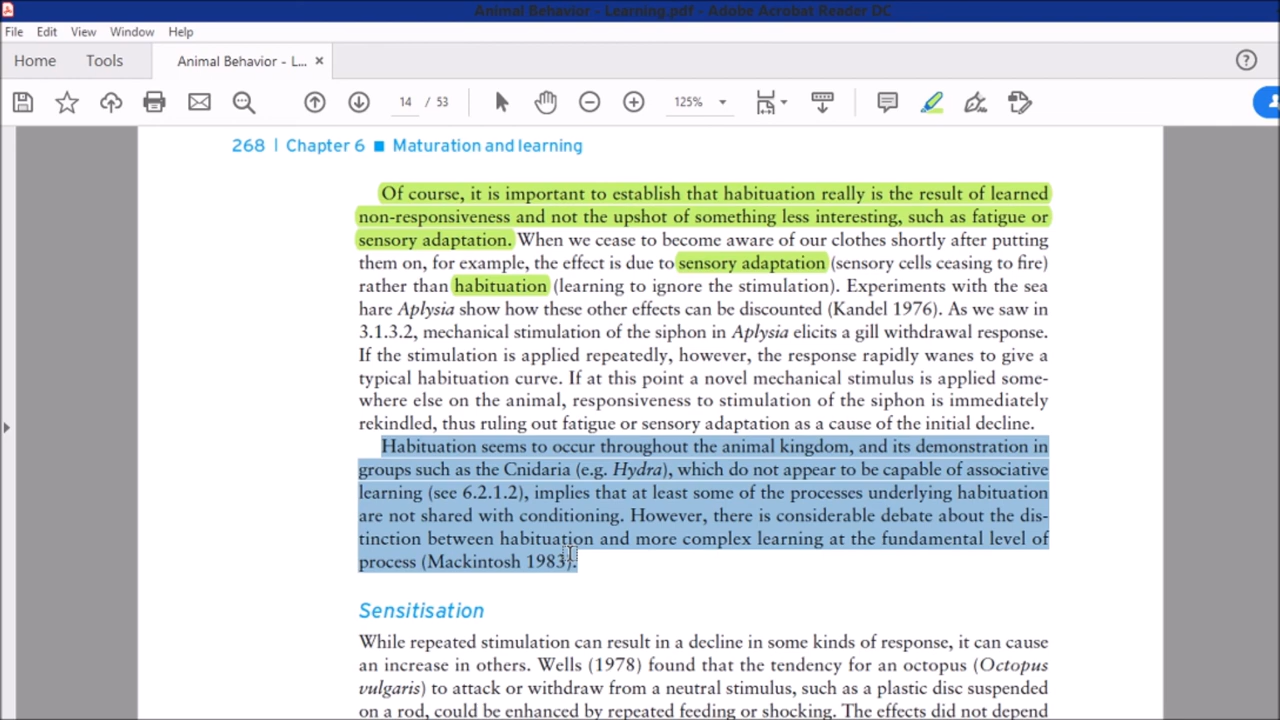 Animal Behavior - Learning.pdf - Adobe Acrobat Reader DC
File Edit View Window Help
Home Tools Animal Behavior - L... ×
14 / 53 125%
268 | Chapter 6 ■ Maturation and learning
Of course, it is important to establish that habituation really is the result of learned
non-responsiveness and not the upshot of something less interesting, such as fatigue or
sensory adaptation. When we cease to become aware of our clothes shortly after putting
them on, for example, the effect is due to sensory adaptation (sensory cells ceasing to fire)
rather than habituation (learning to ignore the stimulation). Experiments with the sea
hare Aplysia show how these other effects can be discounted (Kandel 1976). As we saw in
3.1.3.2, mechanical stimulation of the siphon in Aplysia elicits a gill withdrawal response.
If the stimulation is applied repeatedly, however, the response rapidly wanes to give a
typical habituation curve. If at this point a novel mechanical stimulus is applied some-
where else on the animal, responsiveness to stimulation of the siphon is immediately
rekindled, thus ruling out fatigue or sensory adaptation as a cause of the initial decline.
Habituation seems to occur throughout the animal kingdom, and its demonstration in
groups such as the Cnidaria (e.g. Hydra), which do not appear to be capable of associative
learning (see 6.2.1.2), implies that at least some of the processes underlying habituation
are not shared with conditioning. However, there is considerable debate about the dis-
tinction between habituation and more complex learning at the fundamental level of
process (Mackintosh 1983).
Sensitisation
While repeated stimulation can result in a decline in some kinds of response, it can cause
an increase in others. Wells (1978) found that the tendency for an octopus (Octopus
vulgaris) to attack or withdraw from a neutral stimulus, such as a plastic disc suspended
on a rod, could be enhanced by repeated feeding or shocking. The effects did not depend